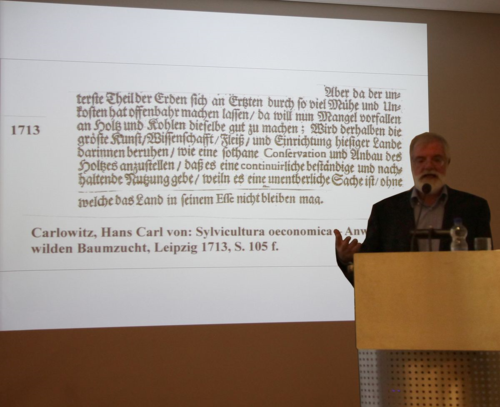 Aber da der un-
terste Theil der Erden sich an Ertzten durch so viel Mühe und Un-
kosten hat offenbahr machen lassen / da will nun Mangel vorfallen
an Holtz und Kohlen dieselbe gut zu machen ; Wird derhalben die
1713
gröste Kunst / Wissenschafft / Fleiß / und Einrichtung hiesiger Lande
darinnen beruhen / wie eine sothane Conservation und Anbau des
Holtzes anzustellen / daß es eine continuirliche beständige und nach-
haltende Nutzung gebe / weiln es eine unentberliche Sache ist / ohne
welche das Land in seinem Esse nicht bleiben mag.
Carlowitz, Hans Carl von: Sylvicultura oeconomica. Anw
wilden Baumzucht, Leipzig 1713, S. 105 f.